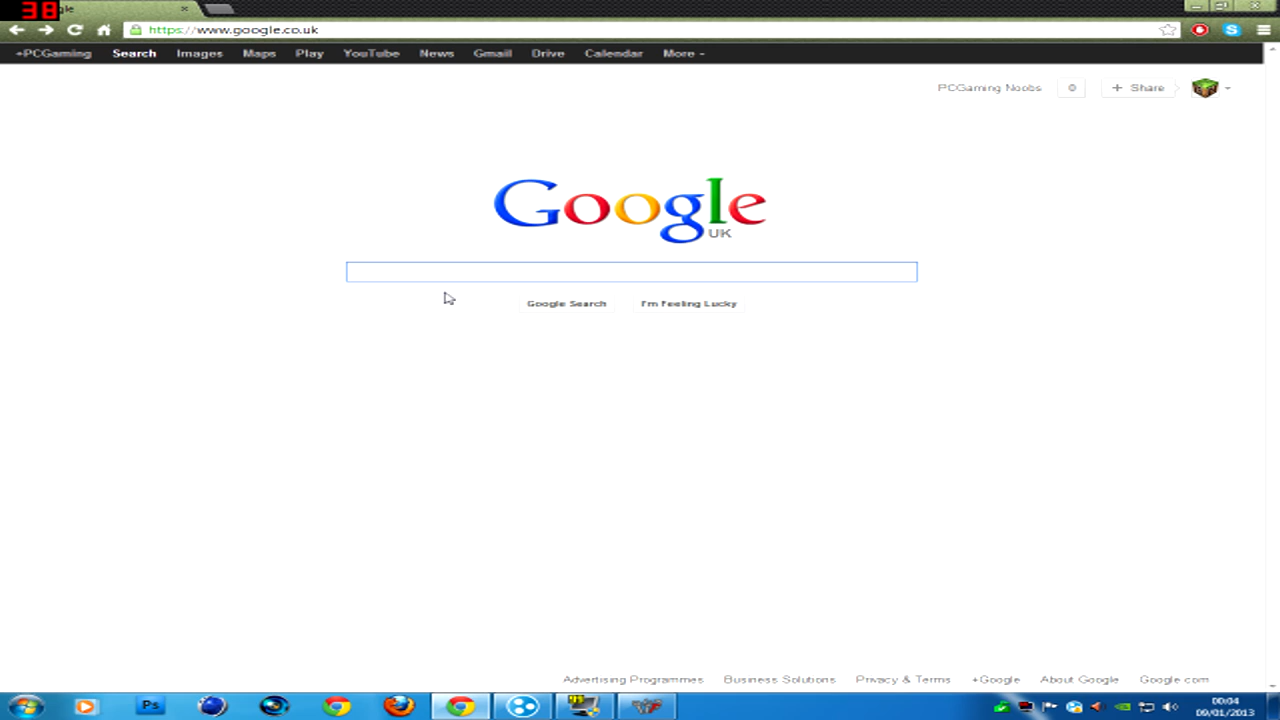 38
gle
https://www.google.co.uk
+PCGaming Search Images Maps Play YouTube News Gmail Drive Calendar More
PCGaming Noobs 0 + Share
Google
UK
Google Search I'm Feeling Lucky
Advertising Programmes Business Solutions Privacy & Terms +Google About Google Google.com
Ps
00:04
09/01/2013